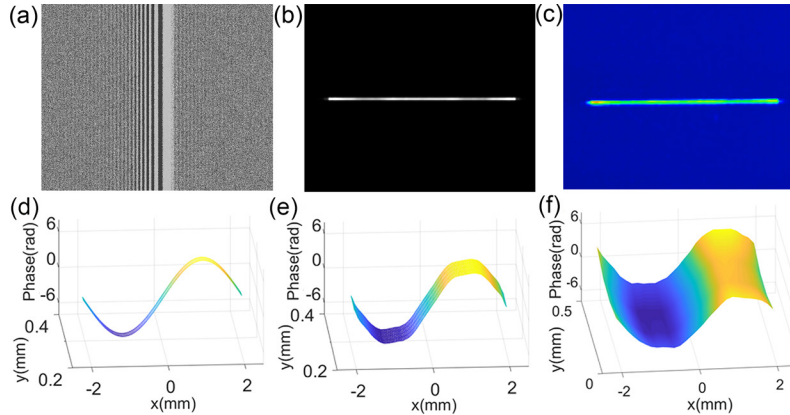 (a) (b) (c)
(d) (e) (f)
6 6 6
0 0 0
-6 -6 -6
Phase(rad) Phase(rad) Phase(rad)
0.4 0.4 0.5
0.2 0.2 0
y(mm) y(mm) y(mm)
-2 0 2 -2 0 2 -2 0 2
x(mm) x(mm) x(mm)